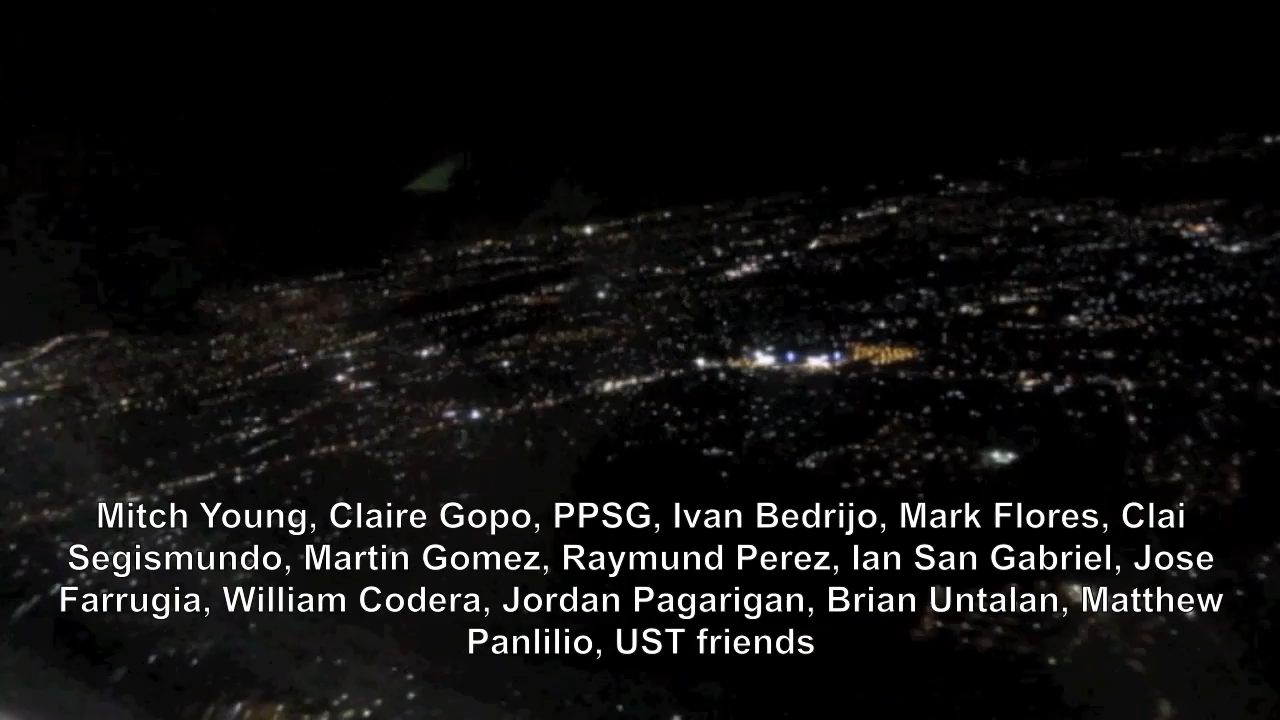 Mitch Young, Claire Gopo, PPSG, Ivan Bedrijo, Mark Flores, Clai
Segismundo, Martin Gomez, Raymund Perez, Ian San Gabriel, Jose
Farrugia, William Codera, Jordan Pagarigan, Brian Untalan, Matthew
Panlilio, UST friends